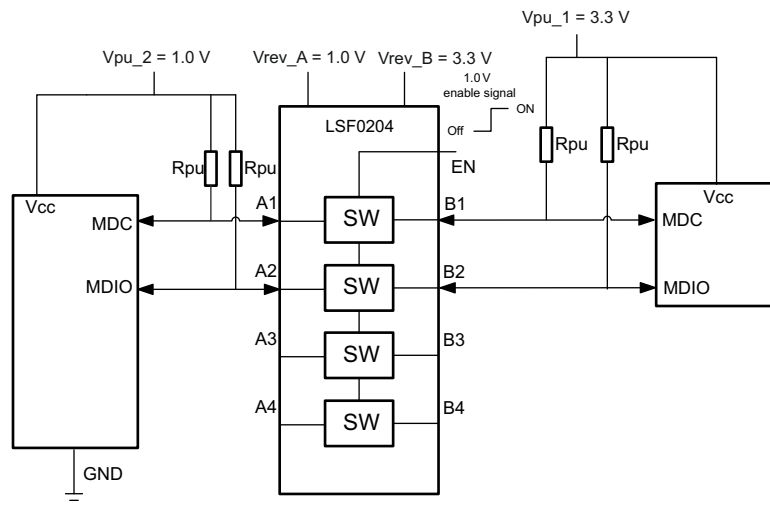 Vpu_1 = 3.3 V
Vpu_2 = 1.0 V
Vrev_A = 1.0 V
Vrev_B = 3.3 V
1.0 V
enable signal
ON
Off
LSF0204
EN
Rpu
Rpu
Rpu
Rpu
Vcc
Vcc
MDC
A1
SW
B1
MDC
MDIO
A2
SW
B2
MDIO
A3
SW
B3
A4
SW
B4
GND